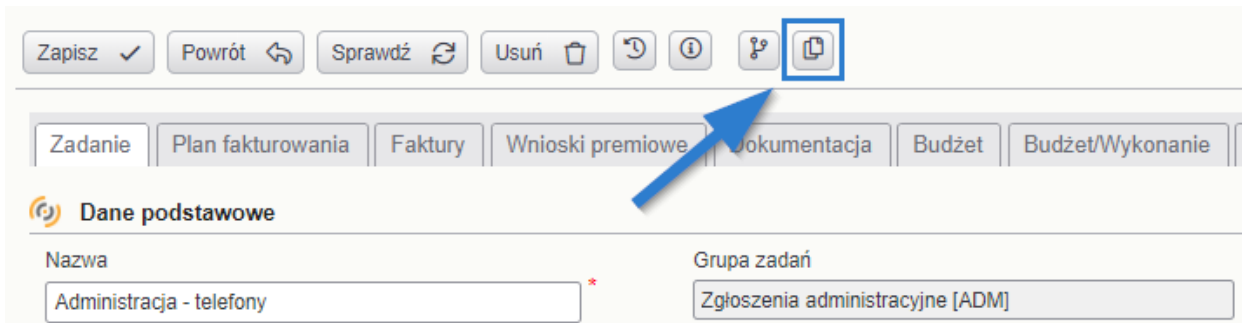 Zapisz Powrót Sprawdź Usuń
Zadanie Plan fakturowania Faktury Wnioski premiowe Dokumentacja Budżet Budżet/Wykonanie
Dane podstawowe
Nazwa Grupa zadań
Administracja - telefony * Zgłoszenia administracyjne [ADM]